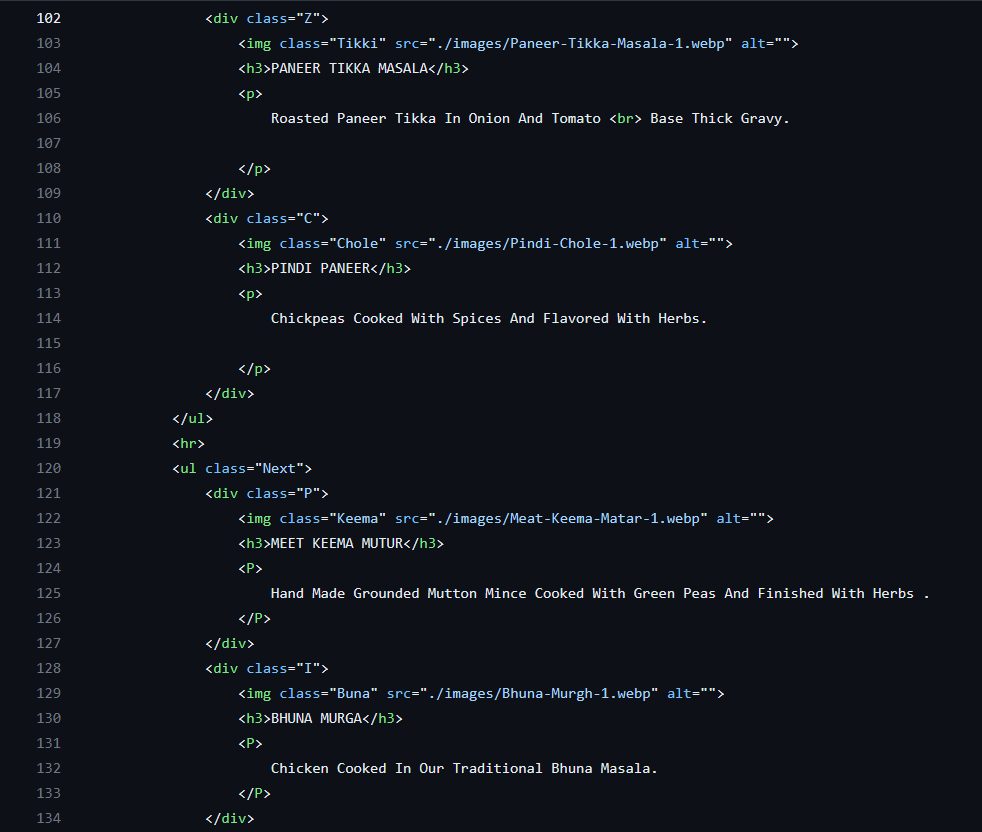 102 <div class="Z">
103 <img class="Tikki" src="./images/Paneer-Tikka-Masala-1.webp" alt="">
104 <h3>PANEER TIKKA MASALA</h3>
105 <p>
106 Roasted Paneer Tikka In Onion And Tomato <br> Base Thick Gravy.
107
108 </p>
109 </div>
110 <div class="C">
111 <img class="Chole" src="./images/Pindi-Chole-1.webp" alt="">
112 <h3>PINDI PANEER</h3>
113 <p>
114 Chickpeas Cooked With Spices And Flavored With Herbs.
115
116 </p>
117 </div>
118 </ul>
119 <hr>
120 <ul class="Next">
121 <div class="P">
122 <img class="Keema" src="./images/Meat-Keema-Matar-1.webp" alt="">
123 <h3>MEET KEEMA MUTUR</h3>
124 <P>
125 Hand Made Grounded Mutton Mince Cooked With Green Peas And Finished With Herbs .
126 </P>
127 </div>
128 <div class="I">
129 <img class="Buna" src="./images/Bhuna-Murgh-1.webp" alt="">
130 <h3>BHUNA MURGA</h3>
131 <P>
132 Chicken Cooked In Our Traditional Bhuna Masala.
133 </P>
134 </div>